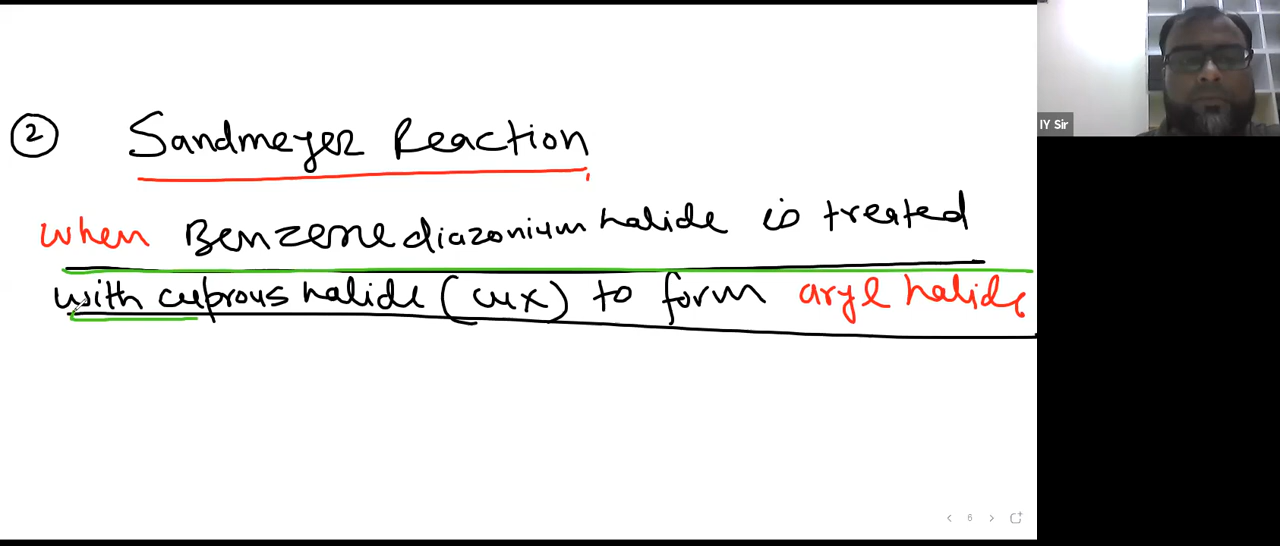 ② Sandmeyer Reaction
when Benzene diazonium halide is treated
with cuprous halide (cux) to form aryl halide
IY Sir
6